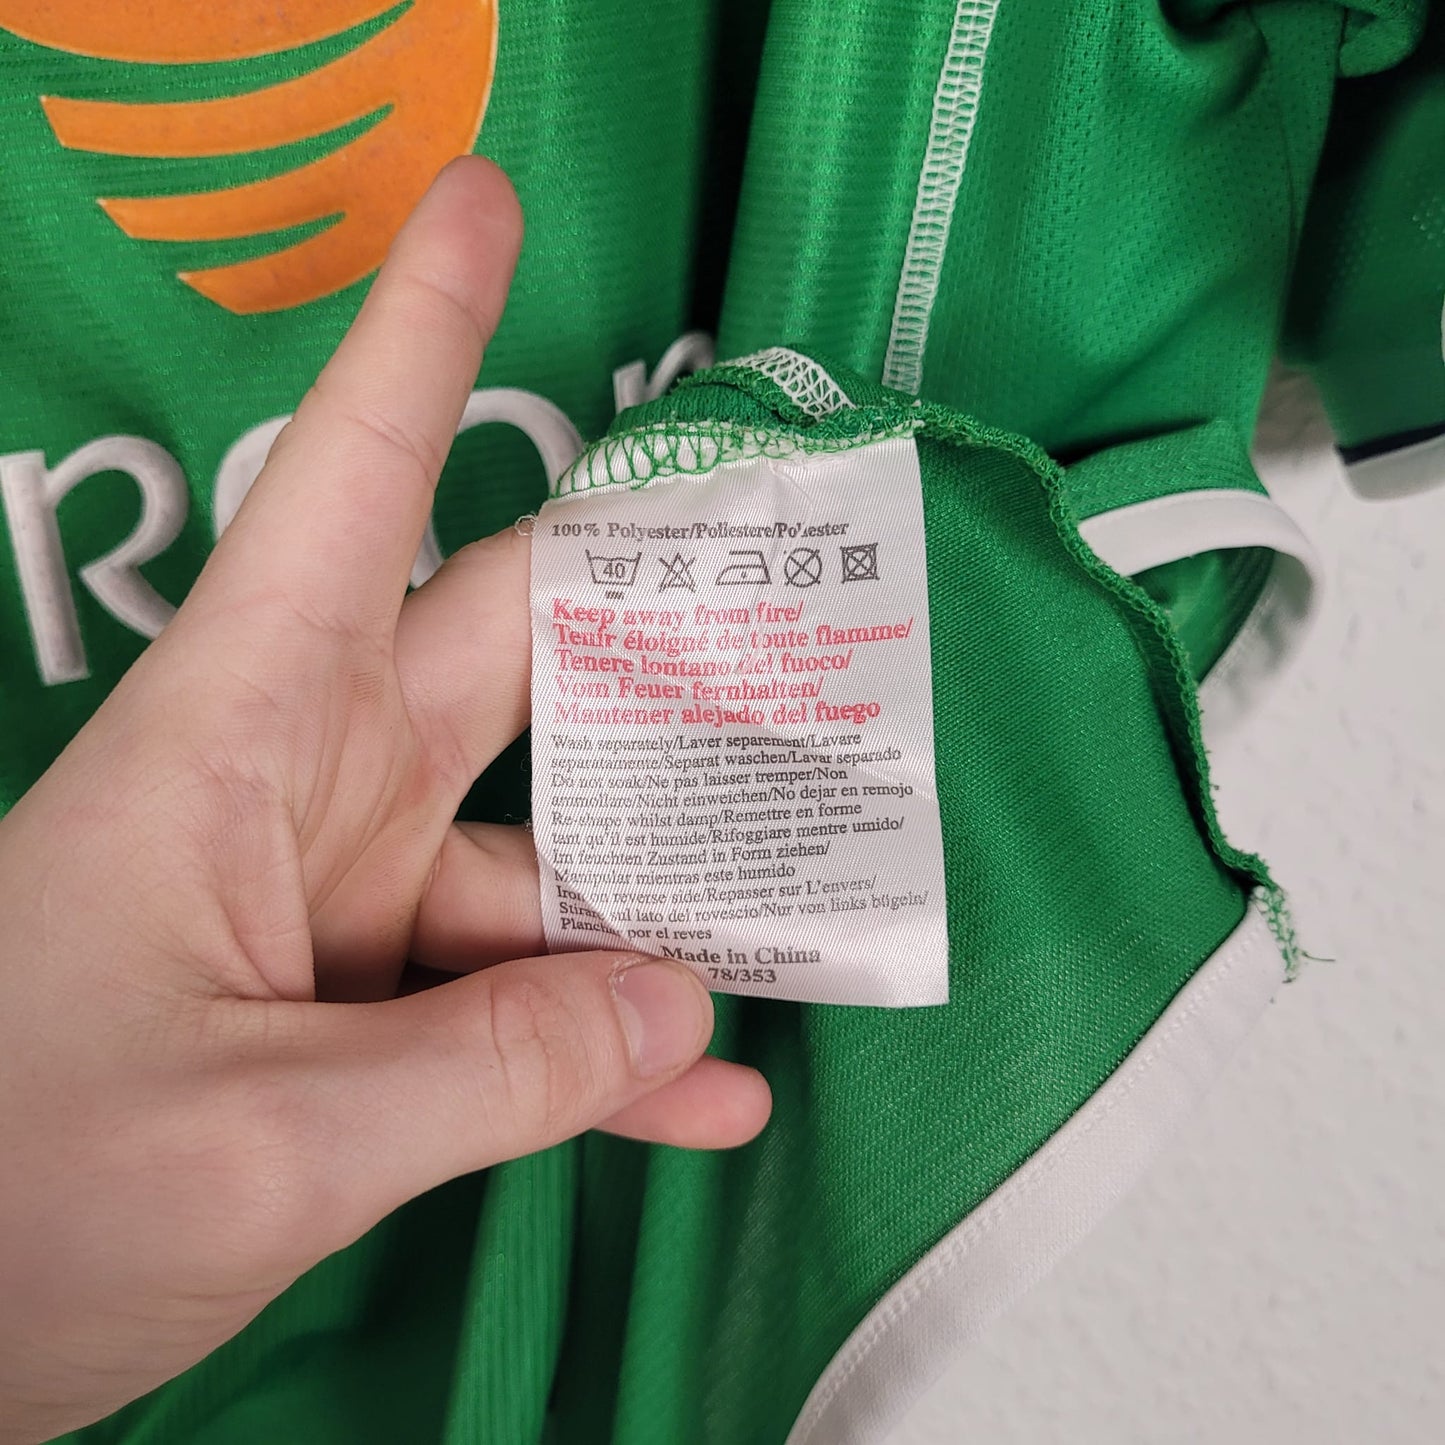 rcon
100% Polyester/Poliestere/Polyester
40
Keep away from fire/
Tenir éloigné de toute flamme/
Tenere lontano del fuoco/
Vom Feuer fernhalten/
Mantener alejado del fuego
Wash separately/Laver separement/Lavare
separatamente/Separat waschen/Lavar separado
Do not soak/Ne pas laisser tremper/Non
ammollare/Nicht einweichen/No dejar en remojo
Re-shape whilst damp/Remettre en forme
tant qu'il est humide/Rifoggiare mentre umido/
Im feuchten Zustand in Form ziehen/
Manipolar mientras este humido
Iron on reverse side/Repasser sur L'envers/
Stirare sul lato del rovescio/Nur von links bügeln/
Planchar por el reves
Made in China
78/353